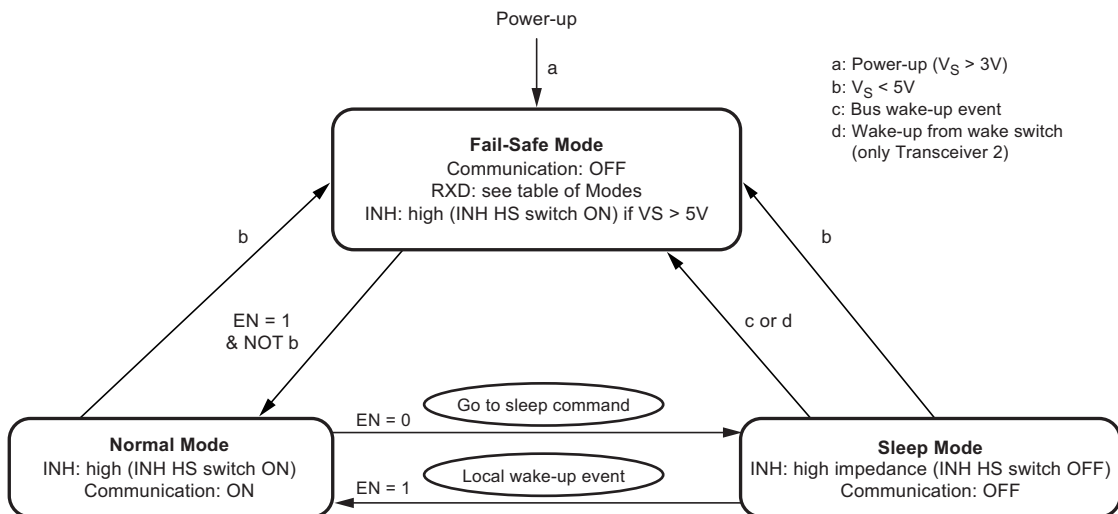 Power-up
a
a: Power-up (VS > 3V)
b: VS < 5V
c: Bus wake-up event
d: Wake-up from wake switch
(only Transceiver 2)
Fail-Safe Mode
Communication: OFF
RXD: see table of Modes
INH: high (INH HS switch ON) if VS > 5V
b
b
EN = 1
& NOT b
c or d
Go to sleep command
EN = 0
Normal Mode
INH: high (INH HS switch ON)
Communication: ON
Local wake-up event
EN = 1
Sleep Mode
INH: high impedance (INH HS switch OFF)
Communication: OFF